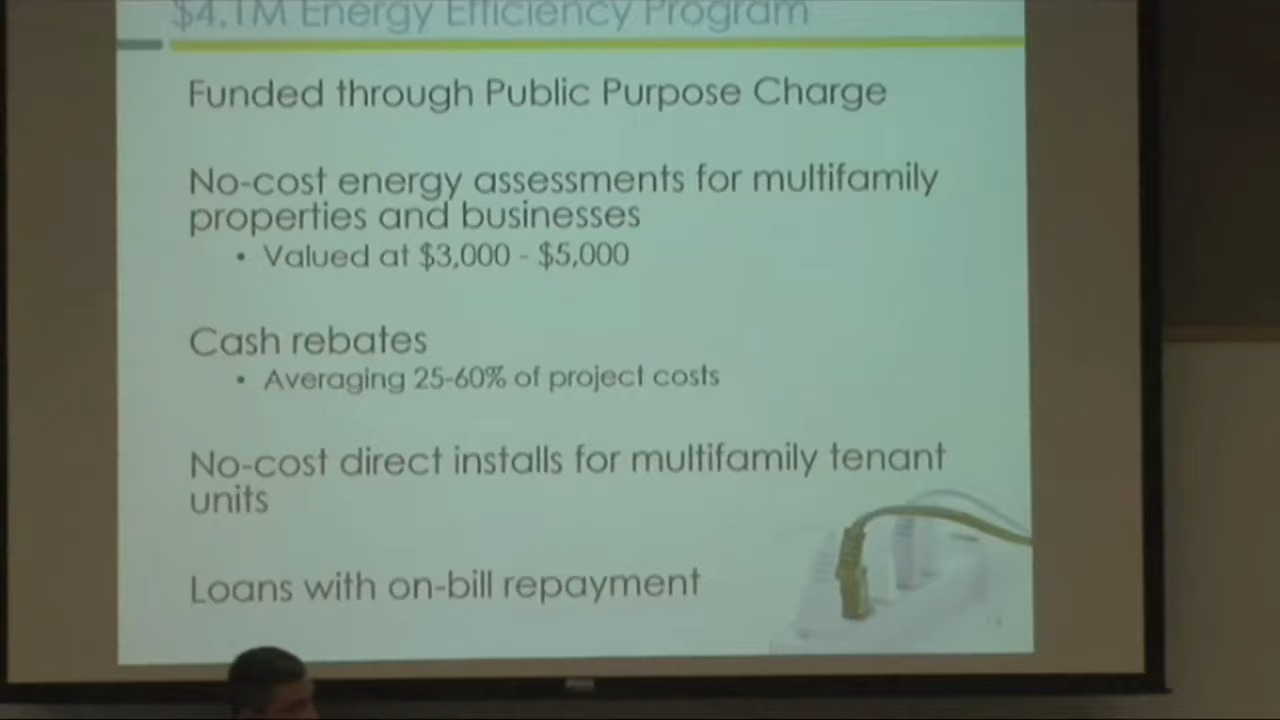 $4.1M Energy Efficiency Program
Funded through Public Purpose Charge
No-cost energy assessments for multifamily
properties and businesses
• Valued at $3,000 - $5,000
Cash rebates
• Averaging 25-60% of project costs
No-cost direct installs for multifamily tenant
units
Loans with on-bill repayment